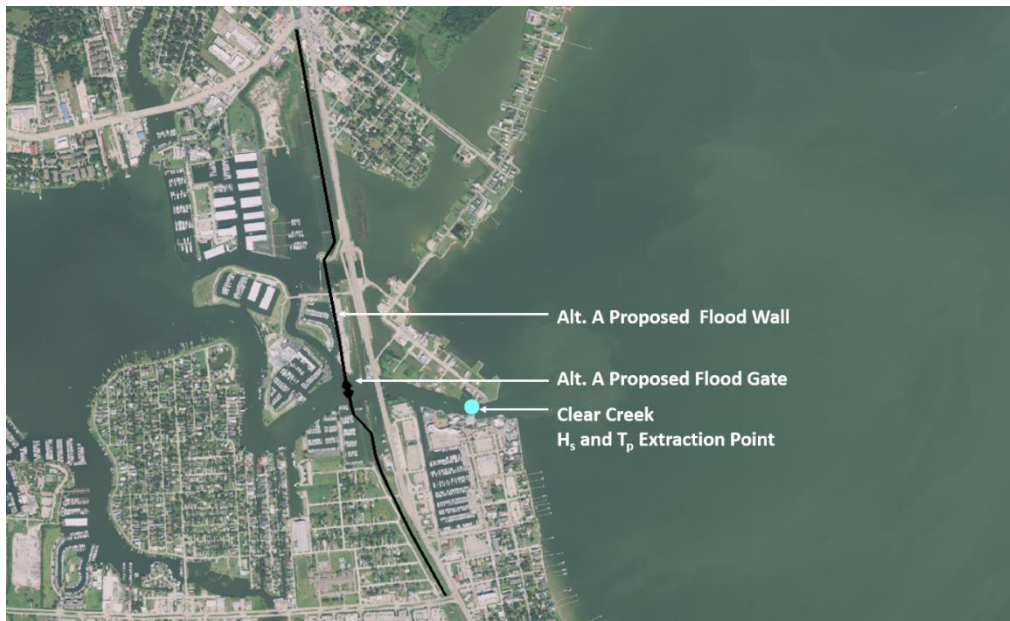 Alt. A Proposed Flood Wall
Alt. A Proposed Flood Gate
Clear Creek
Hs and Tp Extraction Point